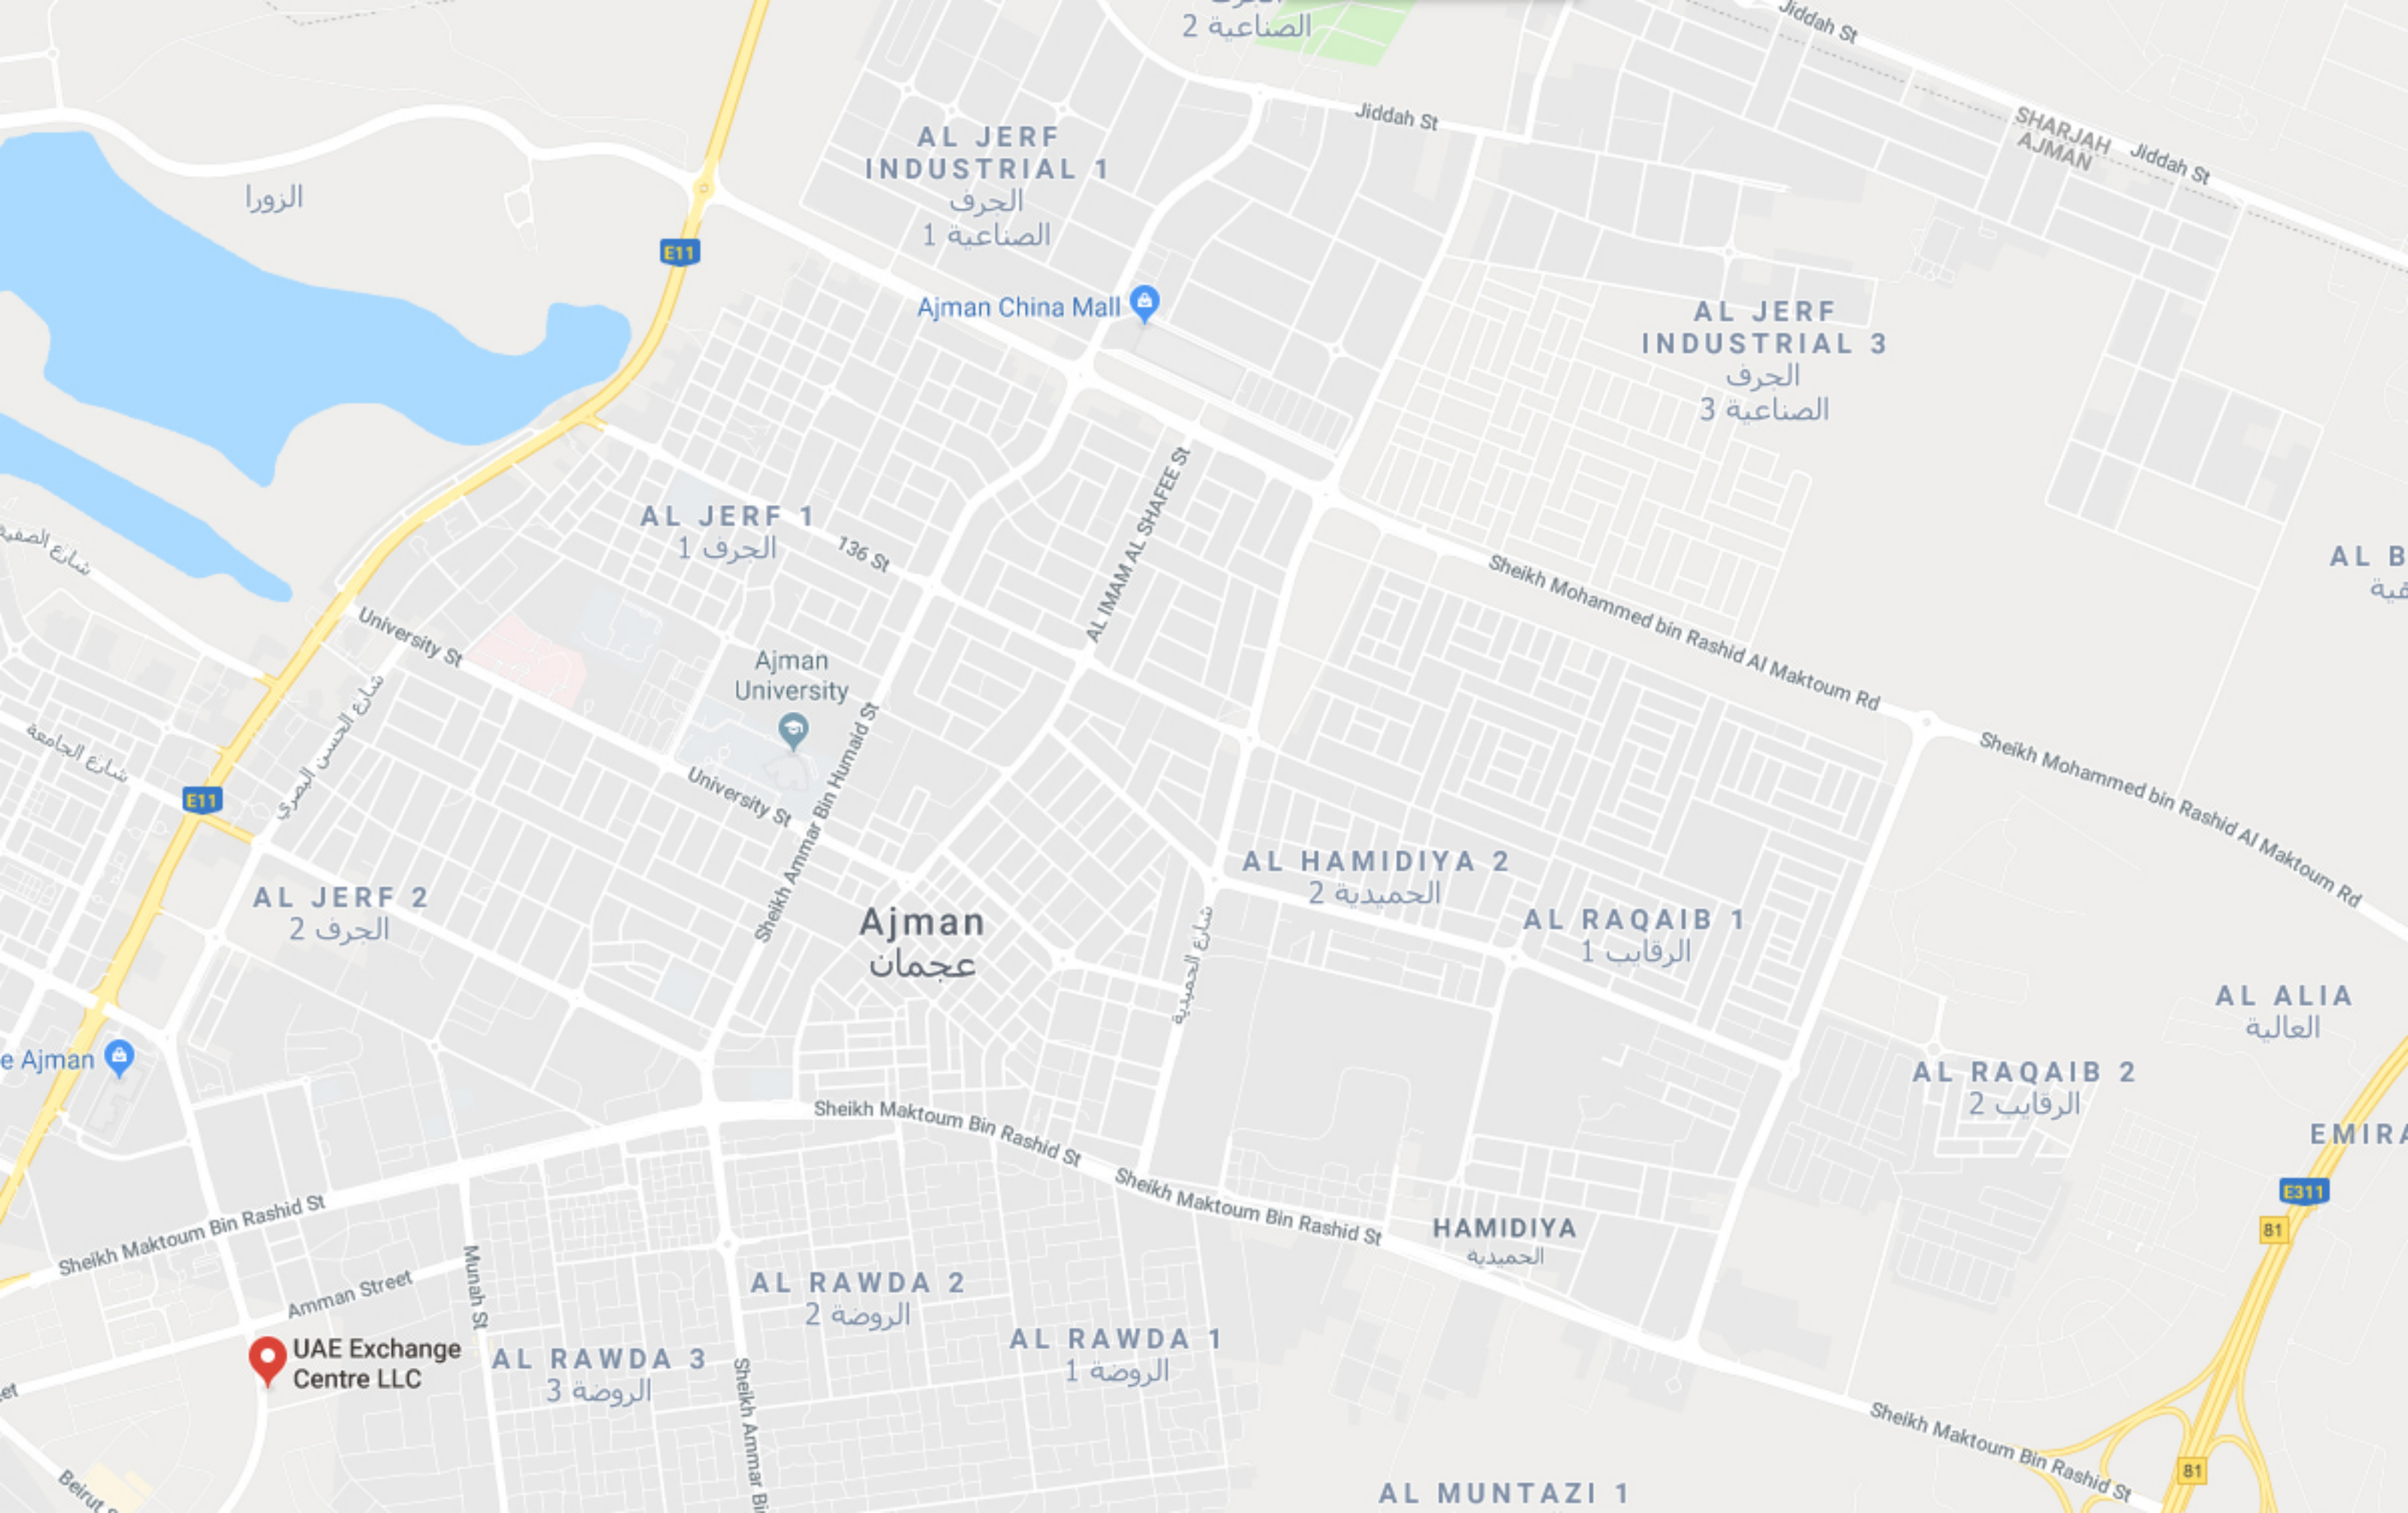 الصناعية 2
Jiddah St
Jiddah St
SHARJAH
AJMAN
Jiddah St
AL JERF
INDUSTRIAL 1
الجرف
الصناعية 1
الزورا
E11
Ajman China Mall
AL JERF
INDUSTRIAL 3
الجرف
الصناعية 3
AL IMAM AL SHAFEE St
AL JERF 1
الجرف 1
136 St
شارع الصفية
AL B
Sheikh Mohammed bin Rashid Al Maktoum Rd
University St
Ajman
University
شارع الحسن البصري
شارع الجامعة
Sheikh Ammar Bin Humaid St
University St
Sheikh Mohammed bin Rashid Al Maktoum Rd
E11
AL HAMIDIYA 2
الحميدية 2
AL JERF 2
الجرف 2
Ajman
عجمان
AL RAQAIB 1
الرقايب 1
شارع الحميدية
AL ALIA
العالية
e Ajman
AL RAQAIB 2
الرقايب 2
Sheikh Maktoum Bin Rashid St
EMIRA
Sheikh Maktoum Bin Rashid St
E311
81
Sheikh Maktoum Bin Rashid St
HAMIDIYA
الحميدية
Munah St
Amman Street
AL RAWDA 2
الروضة 2
AL RAWDA 1
الروضة 1
UAE Exchange
Centre LLC
AL RAWDA 3
الروضة 3
Sheikh Ammar Bin
et
Sheikh Maktoum Bin Rashid St
81
Beirut S
AL MUNTAZI 1